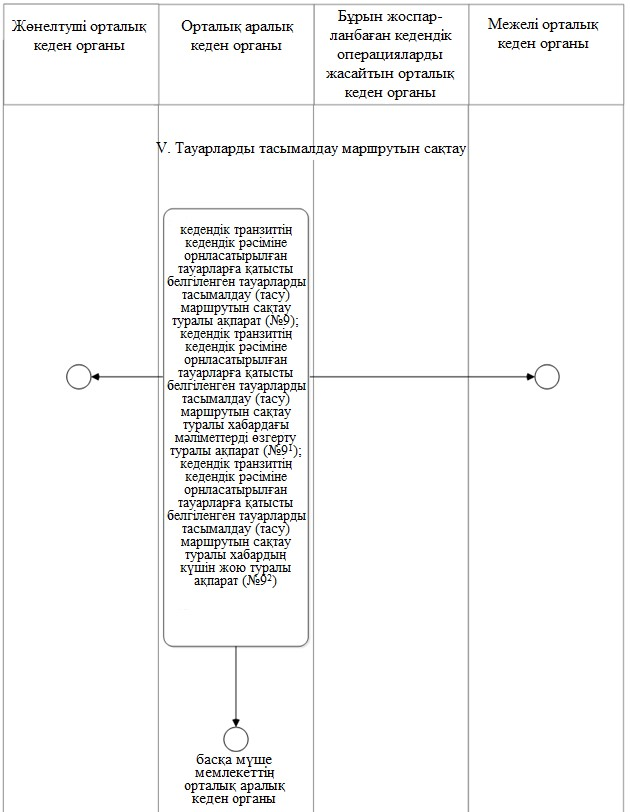 Жөнелтуші орталық
кеден органы
Орталық аралық
кеден органы
Бұрын жоспар-
ланбаған кедендік
операцияларды
жасайтын орталық
кеден органы
Межелі орталық
кеден органы
V. Тауарларды тасымалдау маршрутын сақтау
кедендік транзиттің
кедендік рәсіміне
орнласатырылған
тауарларға қатысты
белгіленген тауарларды
тасымалдау (тасу)
маршрутын сақтау
туралы ақпарат (№9);
кедендік транзиттің
кедендік рәсіміне
орнласатырылған
тауарларға қатысты
белгіленген тауарларды
тасымалдау (тасу)
маршрутын сақтау
туралы хабардағы
мәліметтерді өзгерту
туралы ақпарат (№9¹);
кедендік транзиттің
кедендік рәсіміне
орнласатырылған
тауарларға қатысты
белгіленген тауарларды
тасымалдау (тасу)
маршрутын сақтау
туралы хабардың
күшін жою туралы
ақпарат (№9²)
басқа мүше
мемлекеттің
орталық аралық
кеден органы